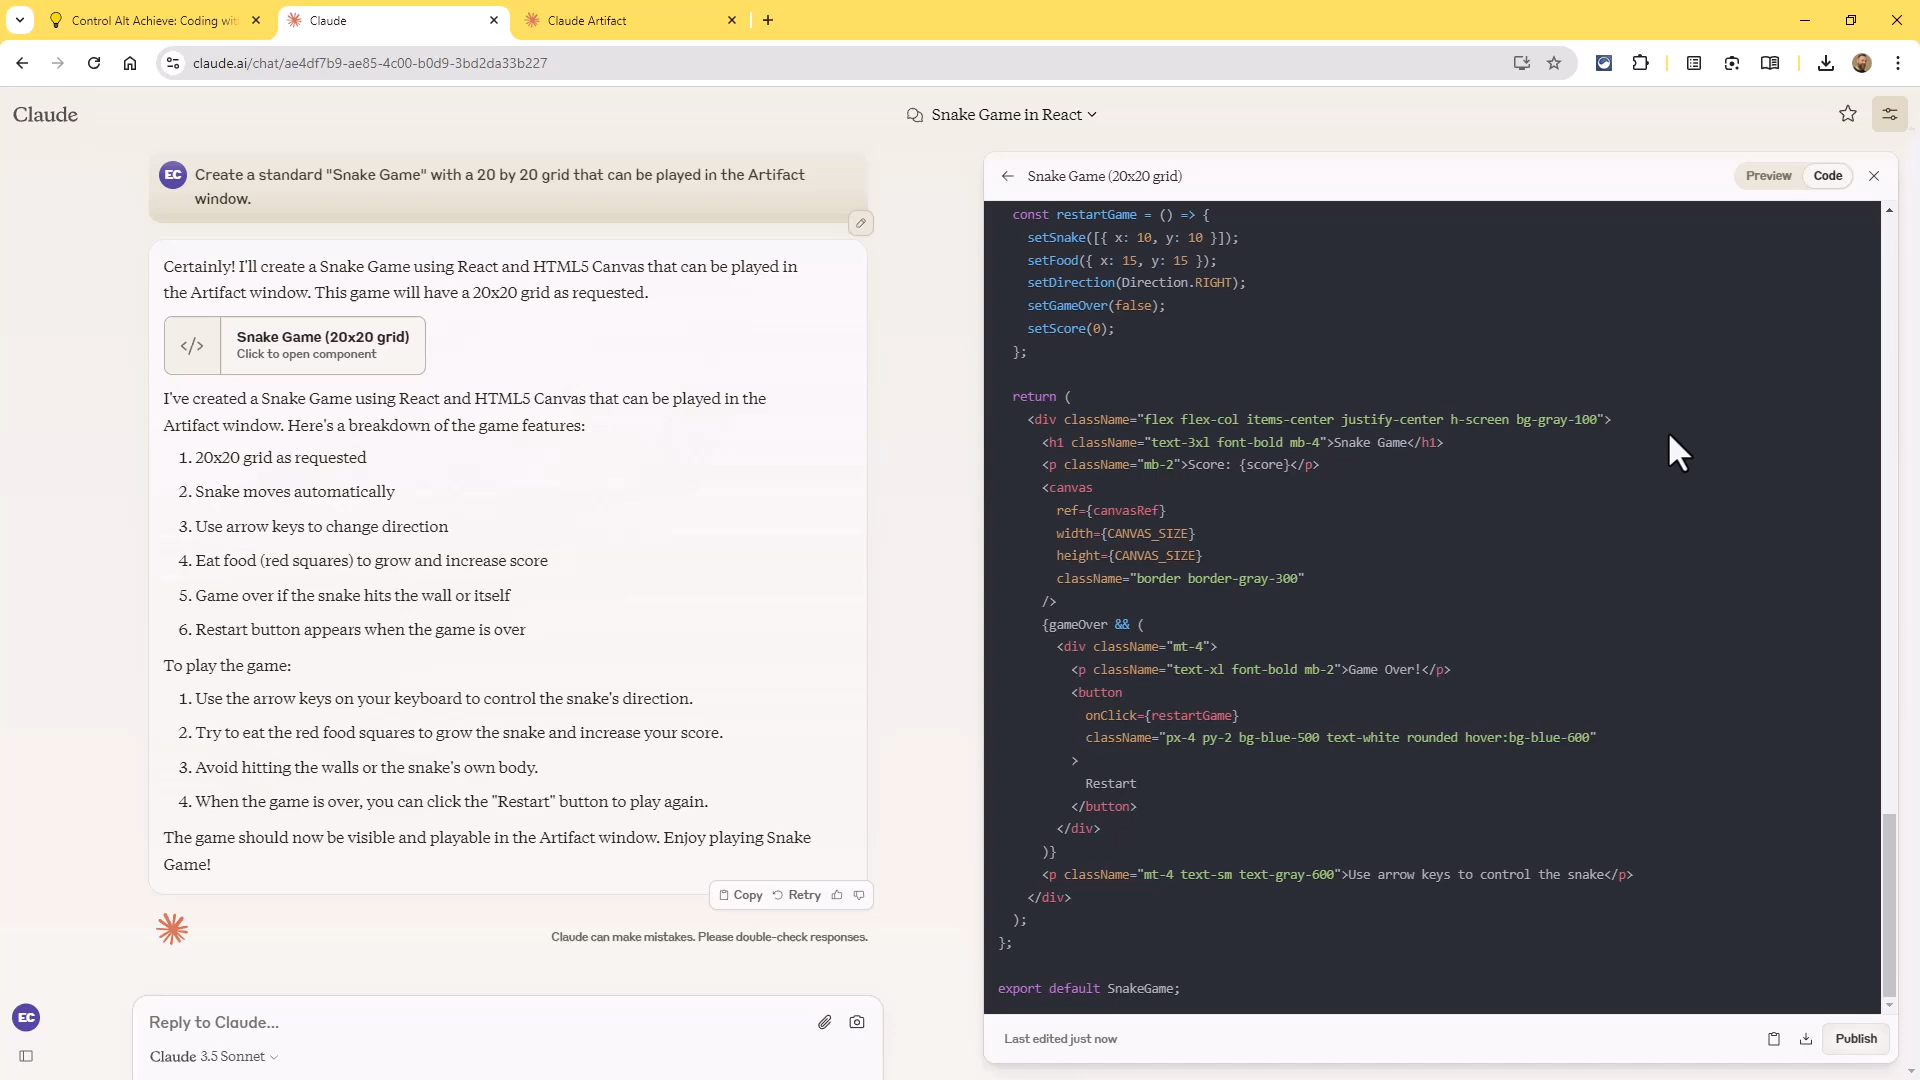 Control Alt Achieve: Coding wit
Claude
Claude Artifact
claude.ai/chat/ae4df7b9-ae85-4c00-b0d9-3bd2da33b227
Claude
Snake Game in React
EC
Create a standard "Snake Game" with a 20 by 20 grid that can be played in the Artifact
window.
Certainly! I'll create a Snake Game using React and HTML5 Canvas that can be played in
the Artifact window. This game will have a 20x20 grid as requested.
</>
Snake Game (20x20 grid)
Click to open component
I've created a Snake Game using React and HTML5 Canvas that can be played in the
Artifact window. Here's a breakdown of the game features:
1. 20x20 grid as requested
2. Snake moves automatically
3. Use arrow keys to change direction
4. Eat food (red squares) to grow and increase score
5. Game over if the snake hits the wall or itself
6. Restart button appears when the game is over
To play the game:
1. Use the arrow keys on your keyboard to control the snake's direction.
2. Try to eat the red food squares to grow the snake and increase your score.
3. Avoid hitting the walls or the snake's own body.
4. When the game is over, you can click the "Restart" button to play again.
The game should now be visible and playable in the Artifact window. Enjoy playing Snake
Game!
Copy Retry
Claude can make mistakes. Please double-check responses.
EC
Reply to Claude...
Claude 3.5 Sonnet
Snake Game (20x20 grid)
Preview Code
const restartGame = () => {
setSnake([{ x: 10, y: 10 }]);
setFood({ x: 15, y: 15 });
setDirection(Direction.RIGHT);
setGameOver(false);
setScore(0);
};
return (
<div className="flex flex-col items-center justify-center h-screen bg-gray-100">
<h1 className="text-3xl font-bold mb-4">Snake Game</h1>
<p className="mb-2">Score: {score}</p>
<canvas
ref={canvasRef}
width={CANVAS_SIZE}
height={CANVAS_SIZE}
className="border border-gray-300"
/>
{gameOver && (
<div className="mt-4">
<p className="text-xl font-bold mb-2">Game Over!</p>
<button
onClick={restartGame}
className="px-4 py-2 bg-blue-500 text-white rounded hover:bg-blue-600"
>
Restart
</button>
</div>
)}
<p className="mt-4 text-sm text-gray-600">Use arrow keys to control the snake</p>
</div>
);
};
export default SnakeGame;
Last edited just now
Publish